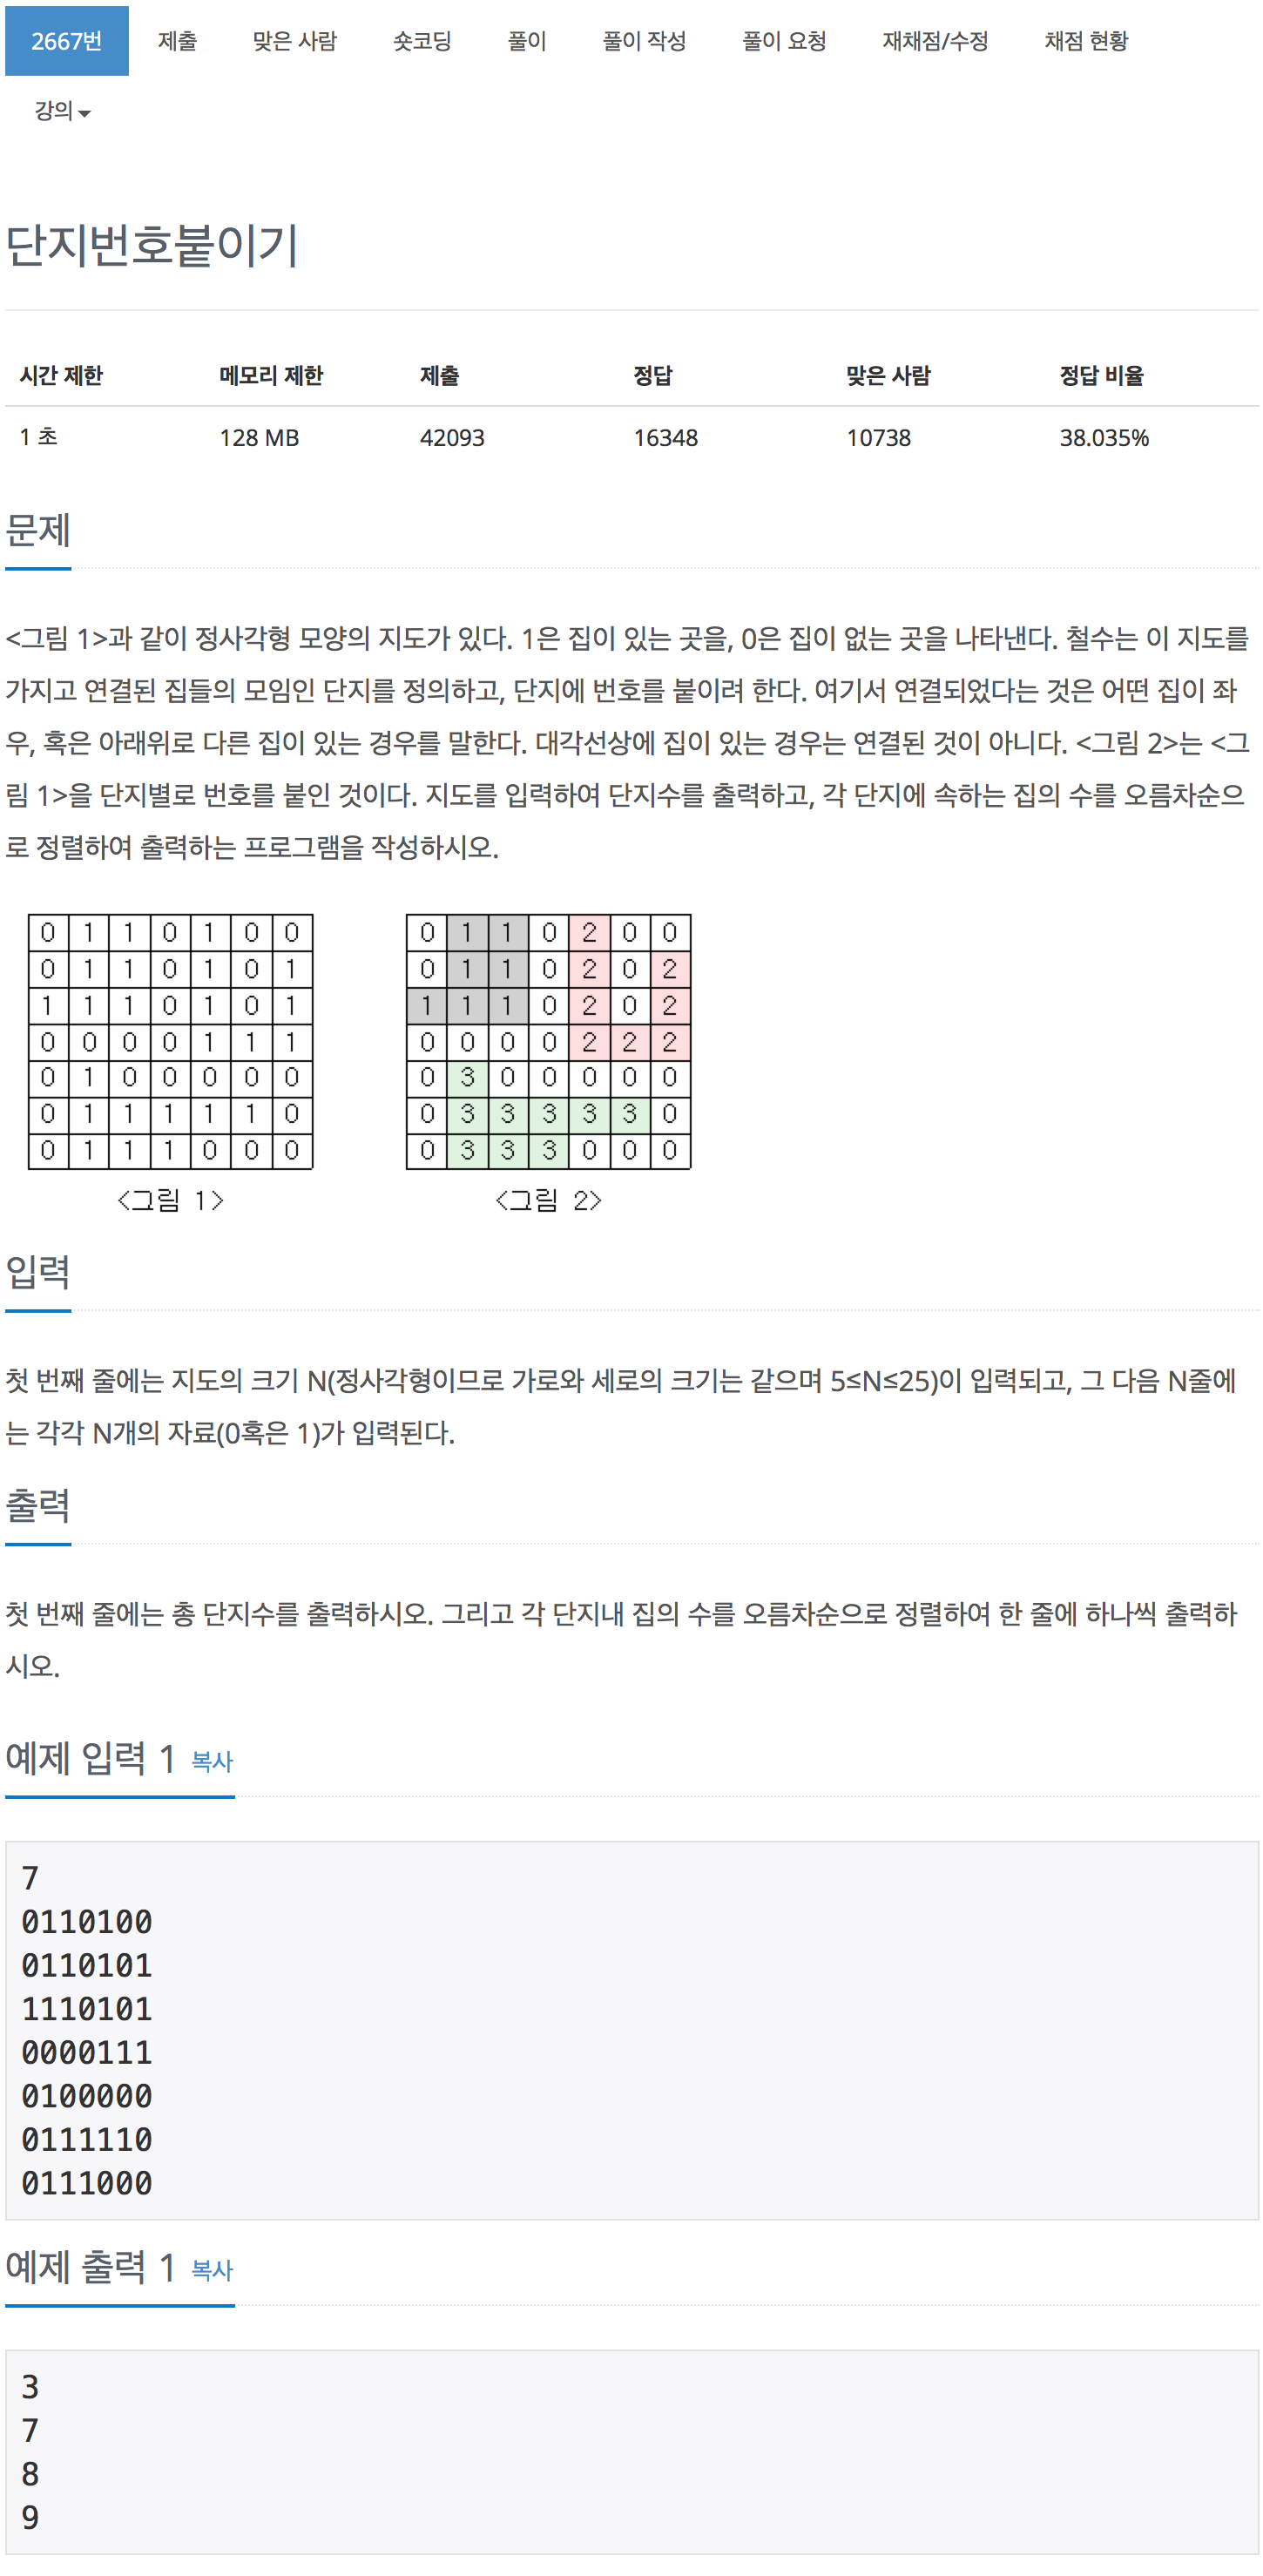 2667번 제출 맞은 사람 숏코딩 풀이 풀이 작성 풀이 요청 재채점/수정 채점 현황
강의
단지번호붙이기
시간 제한 메모리 제한 제출 정답 맞은 사람 정답 비율
1 초 128 MB 42093 16348 10738 38.035%
문제
<그림 1>과 같이 정사각형 모양의 지도가 있다. 1은 집이 있는 곳을, 0은 집이 없는 곳을 나타낸다. 철수는 이 지도를
가지고 연결된 집들의 모임인 단지를 정의하고, 단지에 번호를 붙이려 한다. 여기서 연결되었다는 것은 어떤 집이 좌
우, 혹은 아래위로 다른 집이 있는 경우를 말한다. 대각선상에 집이 있는 경우는 연결된 것이 아니다. <그림 2>는 <그
림 1>을 단지별로 번호를 붙인 것이다. 지도를 입력하여 단지수를 출력하고, 각 단지에 속하는 집의 수를 오름차순으
로 정렬하여 출력하는 프로그램을 작성하시오.
0 1 1 0 1 0 0
0 1 1 0 1 0 1
1 1 1 0 1 0 1
0 0 0 0 1 1 1
0 1 0 0 0 0 0
0 1 1 1 1 1 0
0 1 1 1 0 0 0
<그림 1>
0 1 1 0 2 0 0
0 1 1 0 2 0 2
1 1 1 0 2 0 2
0 0 0 0 2 2 2
0 3 0 0 0 0 0
0 3 3 3 3 3 0
0 3 3 3 0 0 0
<그림 2>
입력
첫 번째 줄에는 지도의 크기 N(정사각형이므로 가로와 세로의 크기는 같으며 5≤N≤25)이 입력되고, 그 다음 N줄에
는 각각 N개의 자료(0혹은 1)가 입력된다.
출력
첫 번째 줄에는 총 단지수를 출력하시오. 그리고 각 단지내 집의 수를 오름차순으로 정렬하여 한 줄에 하나씩 출력하
시오.
예제 입력 1 복사
7
0110100
0110101
1110101
0000111
0100000
0111110
0111000
예제 출력 1 복사
3
7
8
9